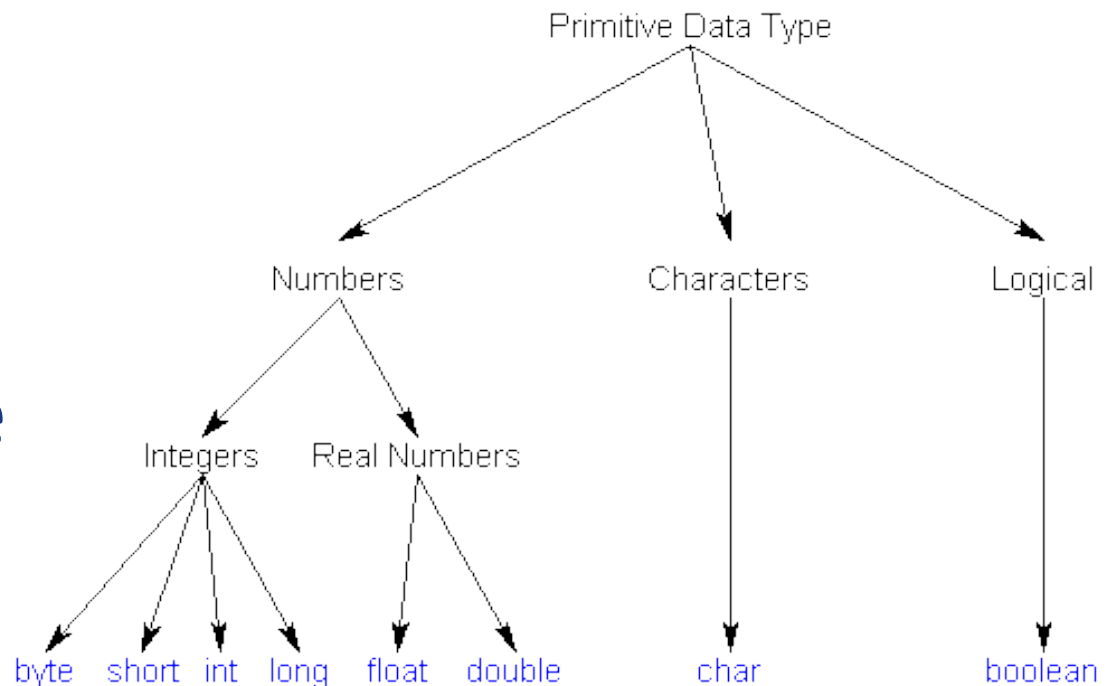 Primitive Data Type
Numbers Characters Logical
Integers Real Numbers
byte short int long float double char boolean